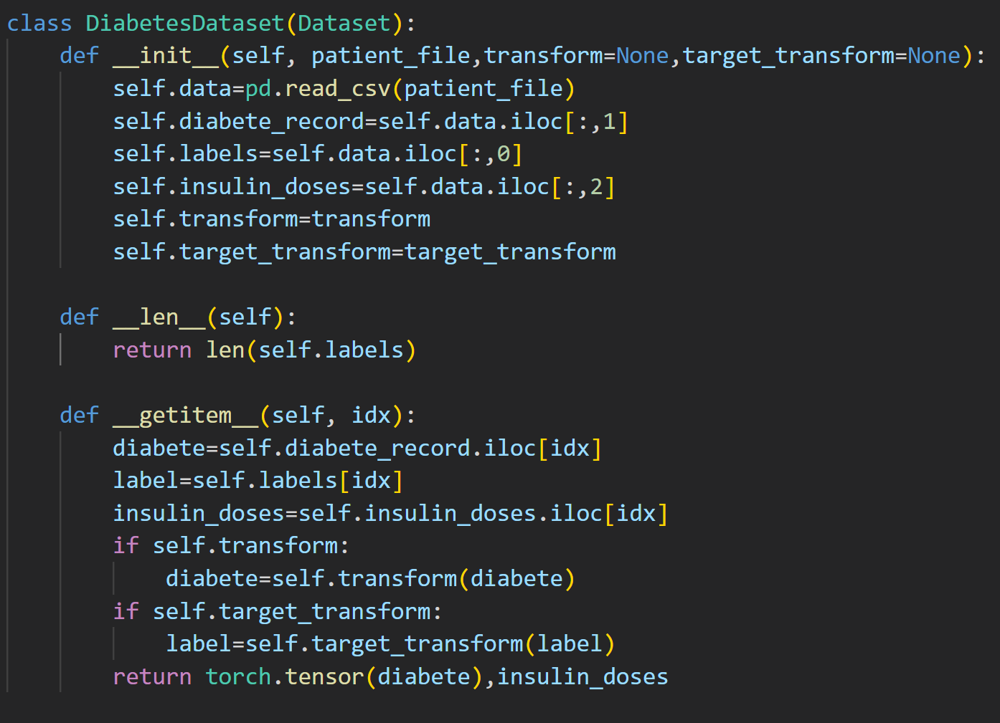 class DiabetesDataset(Dataset):
    def __init__(self, patient_file,transform=None,target_transform=None):
        self.data=pd.read_csv(patient_file)
        self.diabete_record=self.data.iloc[:,1]
        self.labels=self.data.iloc[:,0]
        self.insulin_doses=self.data.iloc[:,2]
        self.transform=transform
        self.target_transform=target_transform

    def __len__(self):
        return len(self.labels)

    def __getitem__(self, idx):
        diabete=self.diabete_record.iloc[idx]
        label=self.labels[idx]
        insulin_doses=self.insulin_doses.iloc[idx]
        if self.transform:
            diabete=self.transform(diabete)
        if self.target_transform:
            label=self.target_transform(label)
        return torch.tensor(diabete),insulin_doses